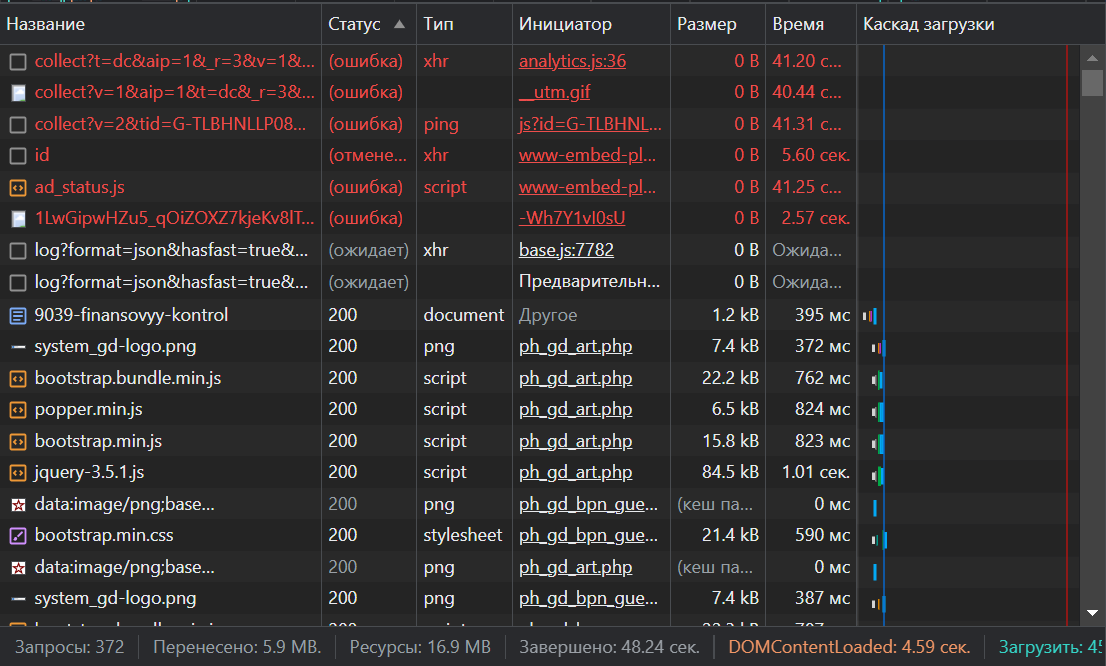 Название Статус Тип Инициатор Размер Время Каскад загрузки
collect?t=dc&aip=1&_r=3&v=1&... (ошибка) xhr analytics.js:36 0 B 41.20 с...
collect?v=1&aip=1&t=dc&_r=3&... (ошибка) __utm.gif 0 B 40.44 с...
collect?v=2&tid=G-TLBHNLLP08... (ошибка) ping js?id=G-TLBHNL... 0 B 41.31 с...
id (отмене... xhr www-embed-pl... 0 B 5.60 сек.
ad_status.js (ошибка) script www-embed-pl... 0 B 41.25 с...
1LwGipwHZu5_qOiZOXZ7kjeKv8lT... (ошибка) -Wh7Y1vI0sU 0 B 2.57 сек.
log?format=json&hasfast=true&... (ожидает) xhr base.js:7782 0 B Ожида...
log?format=json&hasfast=true&... (ожидает) Предварительн... 0 B Ожида...
9039-finansovyy-kontrol 200 document Другое 1.2 kB 395 мс
system_gd-logo.png 200 png ph_gd_art.php 7.4 kB 372 мс
bootstrap.bundle.min.js 200 script ph_gd_art.php 22.2 kB 762 мс
popper.min.js 200 script ph_gd_art.php 6.5 kB 824 мс
bootstrap.min.js 200 script ph_gd_art.php 15.8 kB 823 мс
jquery-3.5.1.js 200 script ph_gd_art.php 84.5 kB 1.01 сек.
data:image/png;base... 200 png ph_gd_bpn_gue... (кеш па... 0 мс
bootstrap.min.css 200 stylesheet ph_gd_bpn_gue... 21.4 kB 590 мс
data:image/png;base... 200 png ph_gd_art.php (кеш па... 0 мс
system_gd-logo.png 200 png ph_gd_bpn_gue... 7.4 kB 387 мс
Запросы: 372 Перенесено: 5.9 MB. Ресурсы: 16.9 MB Завершено: 48.24 сек. DOMContentLoaded: 4.59 сек. Загрузить: 45